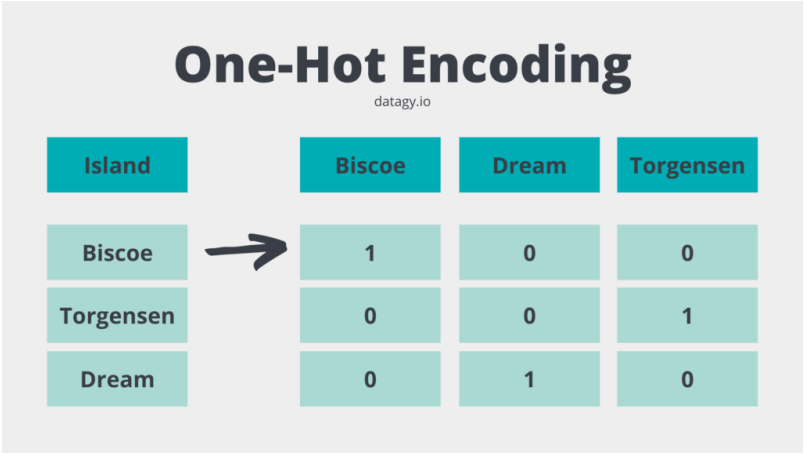 One-Hot Encoding
datagy.io
Island Biscoe Dream Torgensen
Biscoe 1 0 0
Torgensen 0 0 1
Dream 0 1 0